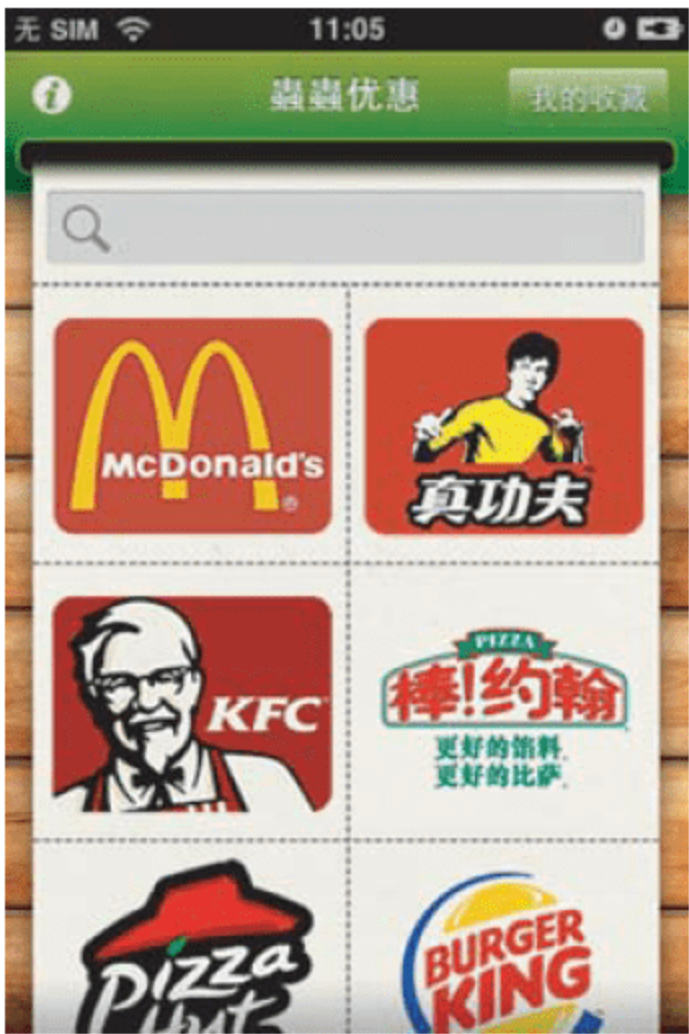 无 SIM 11:05
i 蟲蟲优惠 我的收藏
McDonald's
®
真功夫
KFC
PIZZA
棒!约翰
更好的馅料.
更好的比萨.
Pizza
Hut
BURGER
KING